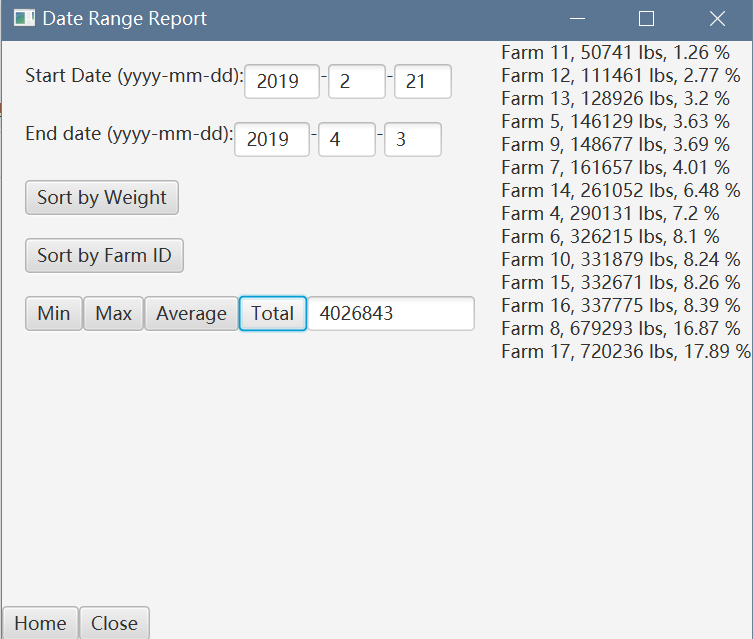 Date Range Report
Start Date (yyyy-mm-dd): 2019 - 2 - 21
End date (yyyy-mm-dd): 2019 - 4 - 3
Sort by Weight
Sort by Farm ID
Min Max Average Total 4026843
Farm 11, 50741 lbs, 1.26 %
Farm 12, 111461 lbs, 2.77 %
Farm 13, 128926 lbs, 3.2 %
Farm 5, 146129 lbs, 3.63 %
Farm 9, 148677 lbs, 3.69 %
Farm 7, 161657 lbs, 4.01 %
Farm 14, 261052 lbs, 6.48 %
Farm 4, 290131 lbs, 7.2 %
Farm 6, 326215 lbs, 8.1 %
Farm 10, 331879 lbs, 8.24 %
Farm 15, 332671 lbs, 8.26 %
Farm 16, 337775 lbs, 8.39 %
Farm 8, 679293 lbs, 16.87 %
Farm 17, 720236 lbs, 17.89 %
Home Close